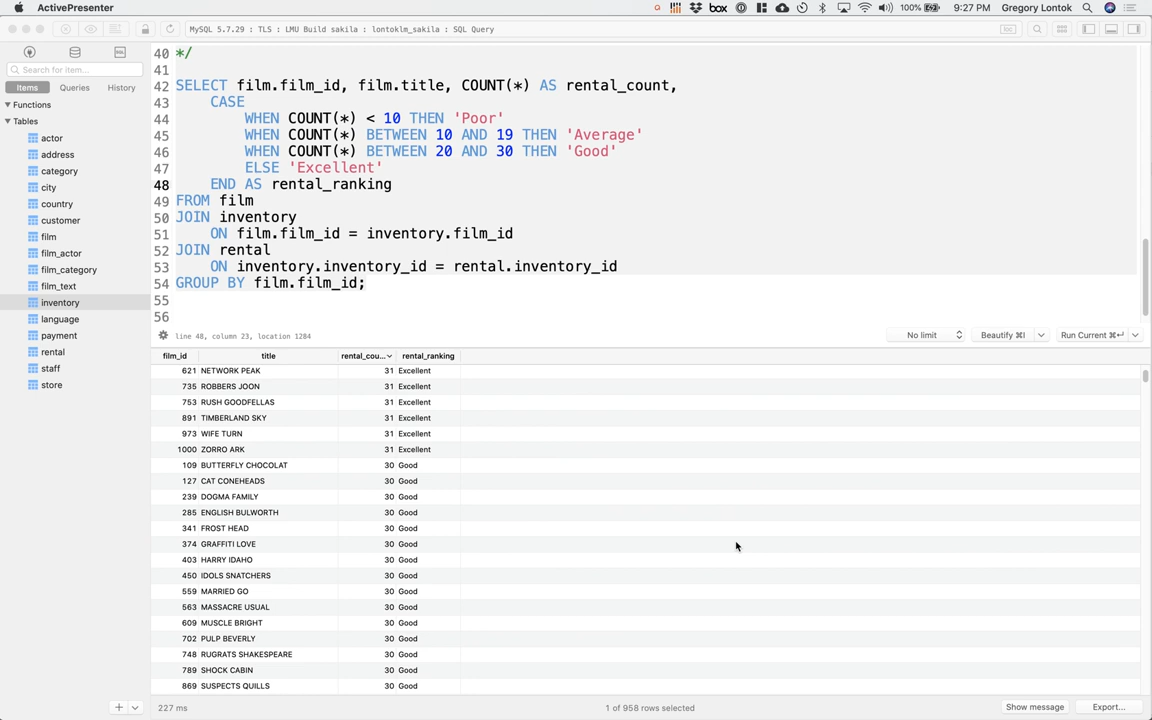 ActivePresenter
box
100%
9:27 PM
Gregory Lontok
MySQL 5.7.29 : TLS : LMU Build sakila : lontoklm_sakila : SQL Query
Search for item...
Items Queries History
Functions
Tables
actor
address
category
city
country
customer
film
film_actor
film_category
film_text
inventory
language
payment
rental
staff
store
40 */
41
42 SELECT film.film_id, film.title, COUNT(*) AS rental_count,
43 CASE
44 WHEN COUNT(*) < 10 THEN 'Poor'
45 WHEN COUNT(*) BETWEEN 10 AND 19 THEN 'Average'
46 WHEN COUNT(*) BETWEEN 20 AND 30 THEN 'Good'
47 ELSE 'Excellent'
48 END AS rental_ranking
49 FROM film
50 JOIN inventory
51 ON film.film_id = inventory.film_id
52 JOIN rental
53 ON inventory.inventory_id = rental.inventory_id
54 GROUP BY film.film_id;
55
56
line 48, column 23, location 1284
No limit
Beautify ⌘I
Run Current ⌘↩
film_id title rental_cou... rental_ranking
621 NETWORK PEAK 31 Excellent
735 ROBBERS JOON 31 Excellent
753 RUSH GOODFELLAS 31 Excellent
891 TIMBERLAND SKY 31 Excellent
973 WIFE TURN 31 Excellent
1000 ZORRO ARK 31 Excellent
109 BUTTERFLY CHOCOLAT 30 Good
127 CAT CONEHEADS 30 Good
239 DOGMA FAMILY 30 Good
285 ENGLISH BULWORTH 30 Good
341 FROST HEAD 30 Good
374 GRAFFITI LOVE 30 Good
403 HARRY IDAHO 30 Good
450 IDOLS SNATCHERS 30 Good
559 MARRIED GO 30 Good
563 MASSACRE USUAL 30 Good
609 MUSCLE BRIGHT 30 Good
702 PULP BEVERLY 30 Good
748 RUGRATS SHAKESPEARE 30 Good
789 SHOCK CABIN 30 Good
869 SUSPECTS QUILLS 30 Good
227 ms
1 of 958 rows selected
Show message
Export...